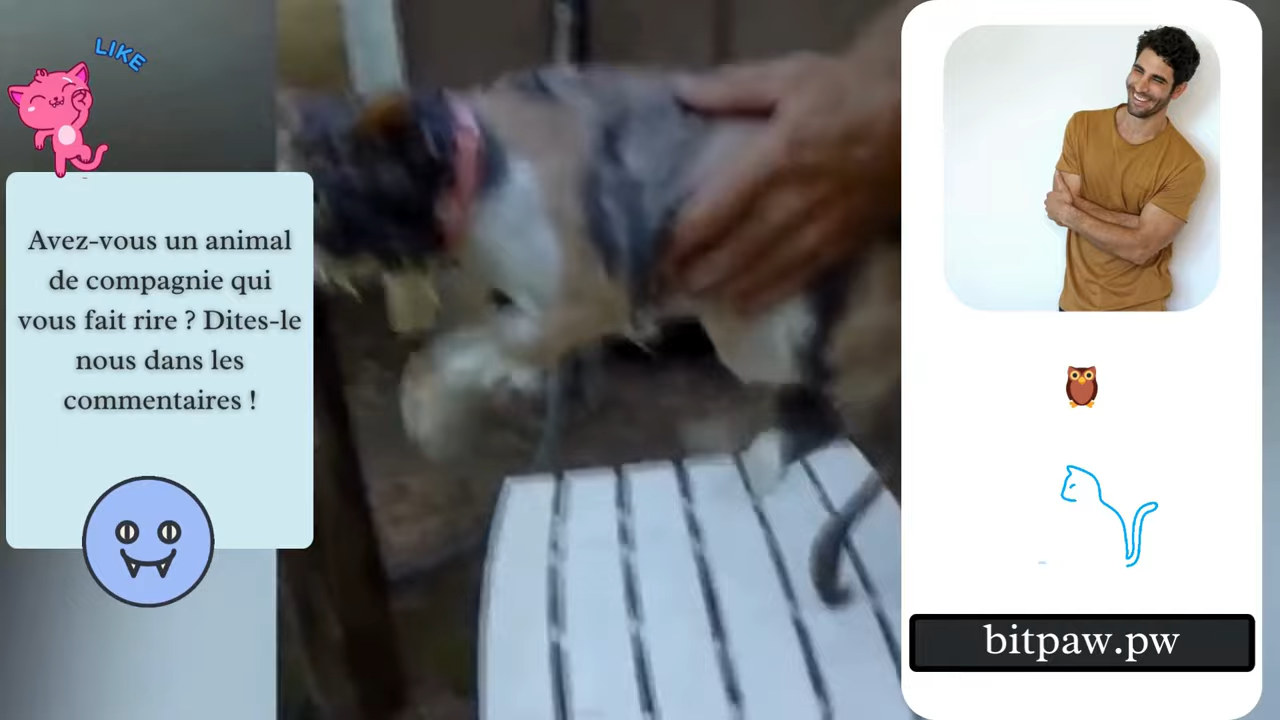 LIKE
Avez-vous un animal
de compagnie qui
vous fait rire ? Dites-le
nous dans les
commentaires !
bitpaw.pw